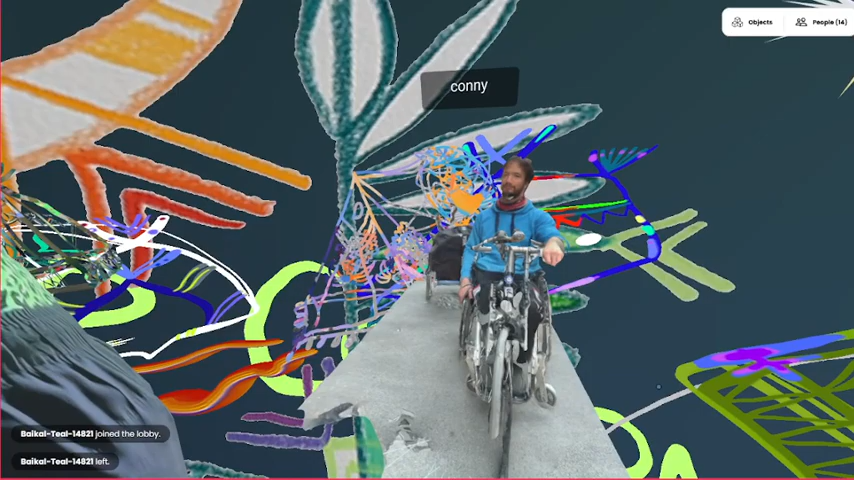 Objects
People (14)
conny
Baikal-Teal-14821 joined the lobby.
Baikal-Teal-14821 left.